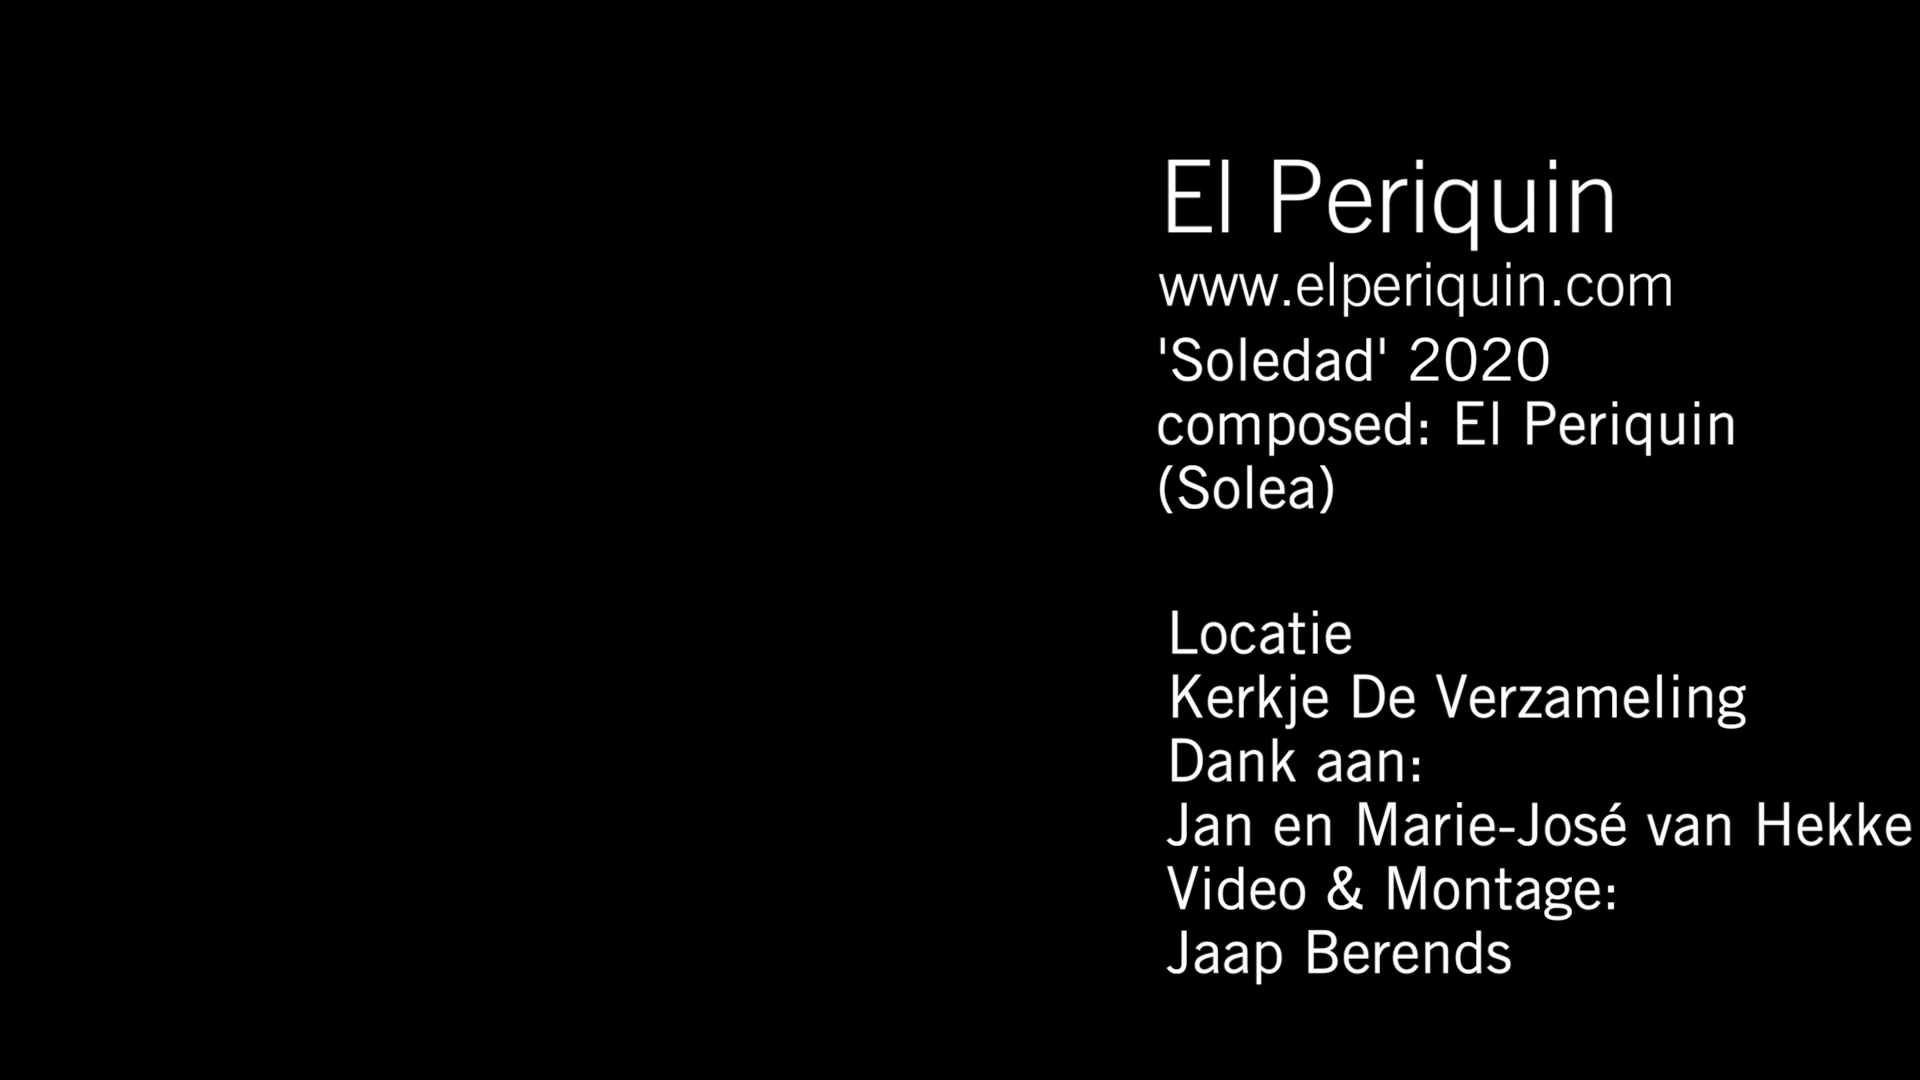 El Periquin
www.elperiquin.com
'Soledad' 2020
composed: El Periquin
(Solea)
Locatie
Kerkje De Verzameling
Dank aan:
Jan en Marie-José van Hekke
Video & Montage:
Jaap Berends